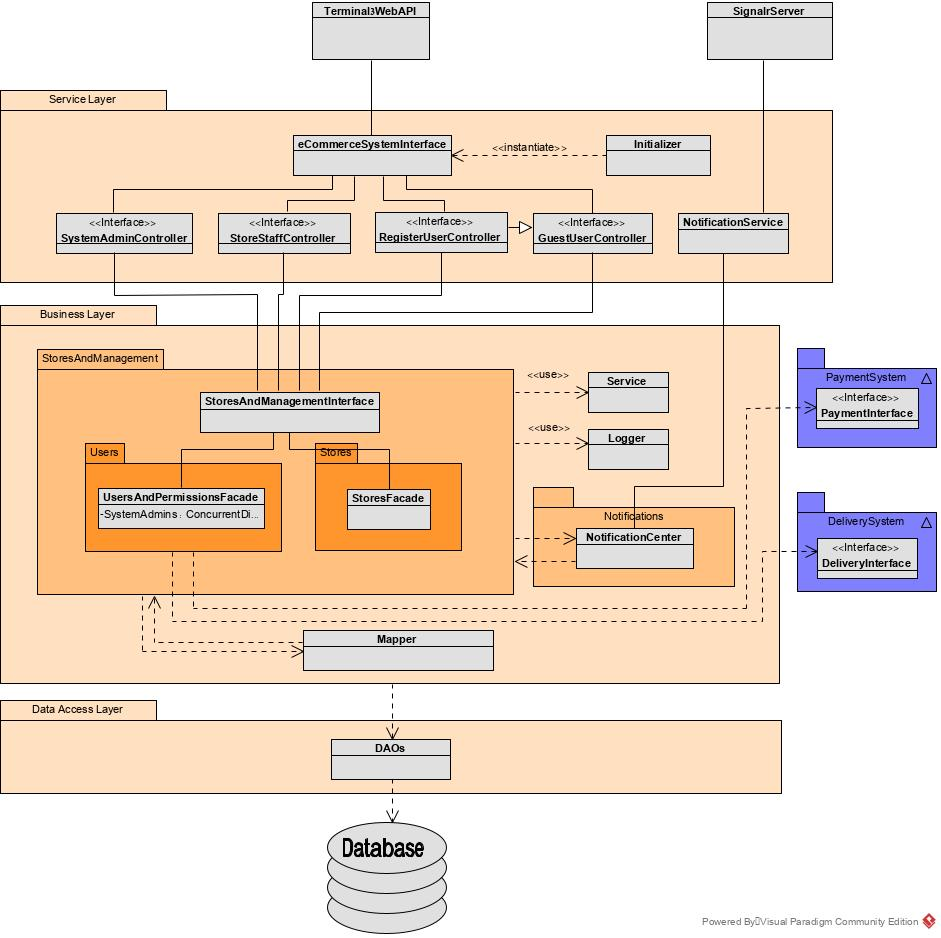 Terminal3WebAPI
SignalrServer
Service Layer
eCommerceSystemInterface
<<instantiate>>
Initializer
<<Interface>>
SystemAdminController
<<Interface>>
StoreStaffController
<<Interface>>
RegisterUserController
<<Interface>>
GuestUserController
NotificationService
Business Layer
StoresAndManagement
StoresAndManagementInterface
<<use>>
Service
<<use>>
Logger
PaymentSystem
<<Interface>>
PaymentInterface
Users
UsersAndPermissionsFacade
-SystemAdmins : ConcurrentDi...
Stores
StoresFacade
Notifications
NotificationCenter
DeliverySystem
<<Interface>>
DeliveryInterface
Mapper
Data Access Layer
DAOs
Database
Powered By▯Visual Paradigm Community Edition